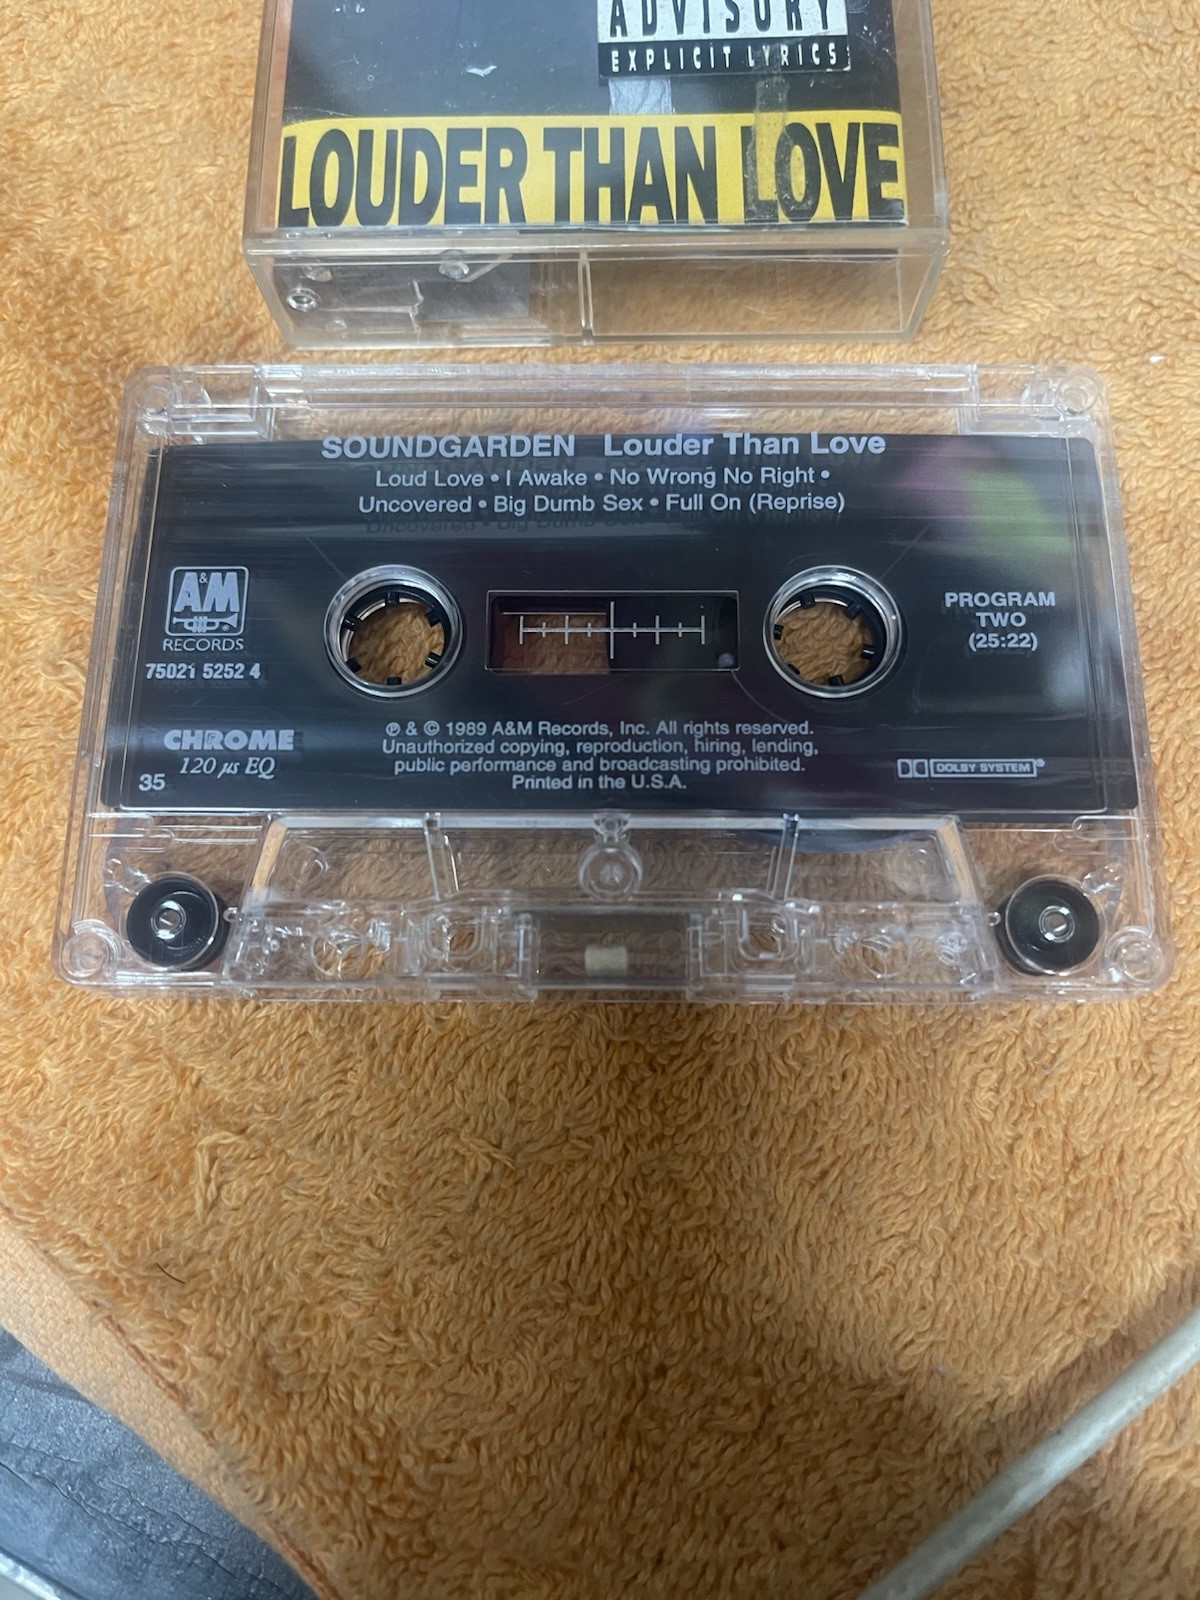 ADVISORY
EXPLICIT LYRICS
LOUDER THAN LOVE
SOUNDGARDEN Louder Than Love
Loud Love • I Awake • No Wrong No Right •
Uncovered • Big Dumb Sex • Full On (Reprise)
A&M
RECORDS
75021 5252 4
PROGRAM
TWO
(25:22)
CHROME
120 µs EQ
35
℗ & © 1989 A&M Records, Inc. All rights reserved.
Unauthorized copying, reproduction, hiring, lending,
public performance and broadcasting prohibited.
Printed in the U.S.A.
DOLBY SYSTEM®